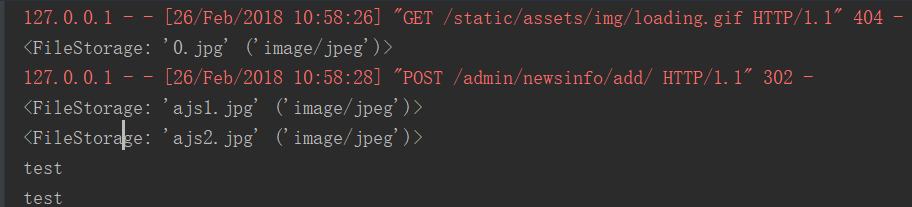 127.0.0.1 - - [26/Feb/2018 10:58:26] "GET /static/assets/img/loading.gif HTTP/1.1" 404 -
<FileStorage: '0.jpg' ('image/jpeg')>
127.0.0.1 - - [26/Feb/2018 10:58:28] "POST /admin/newsinfo/add/ HTTP/1.1" 302 -
<FileStorage: 'ajs1.jpg' ('image/jpeg')>
<FileStorage: 'ajs2.jpg' ('image/jpeg')>
test
test